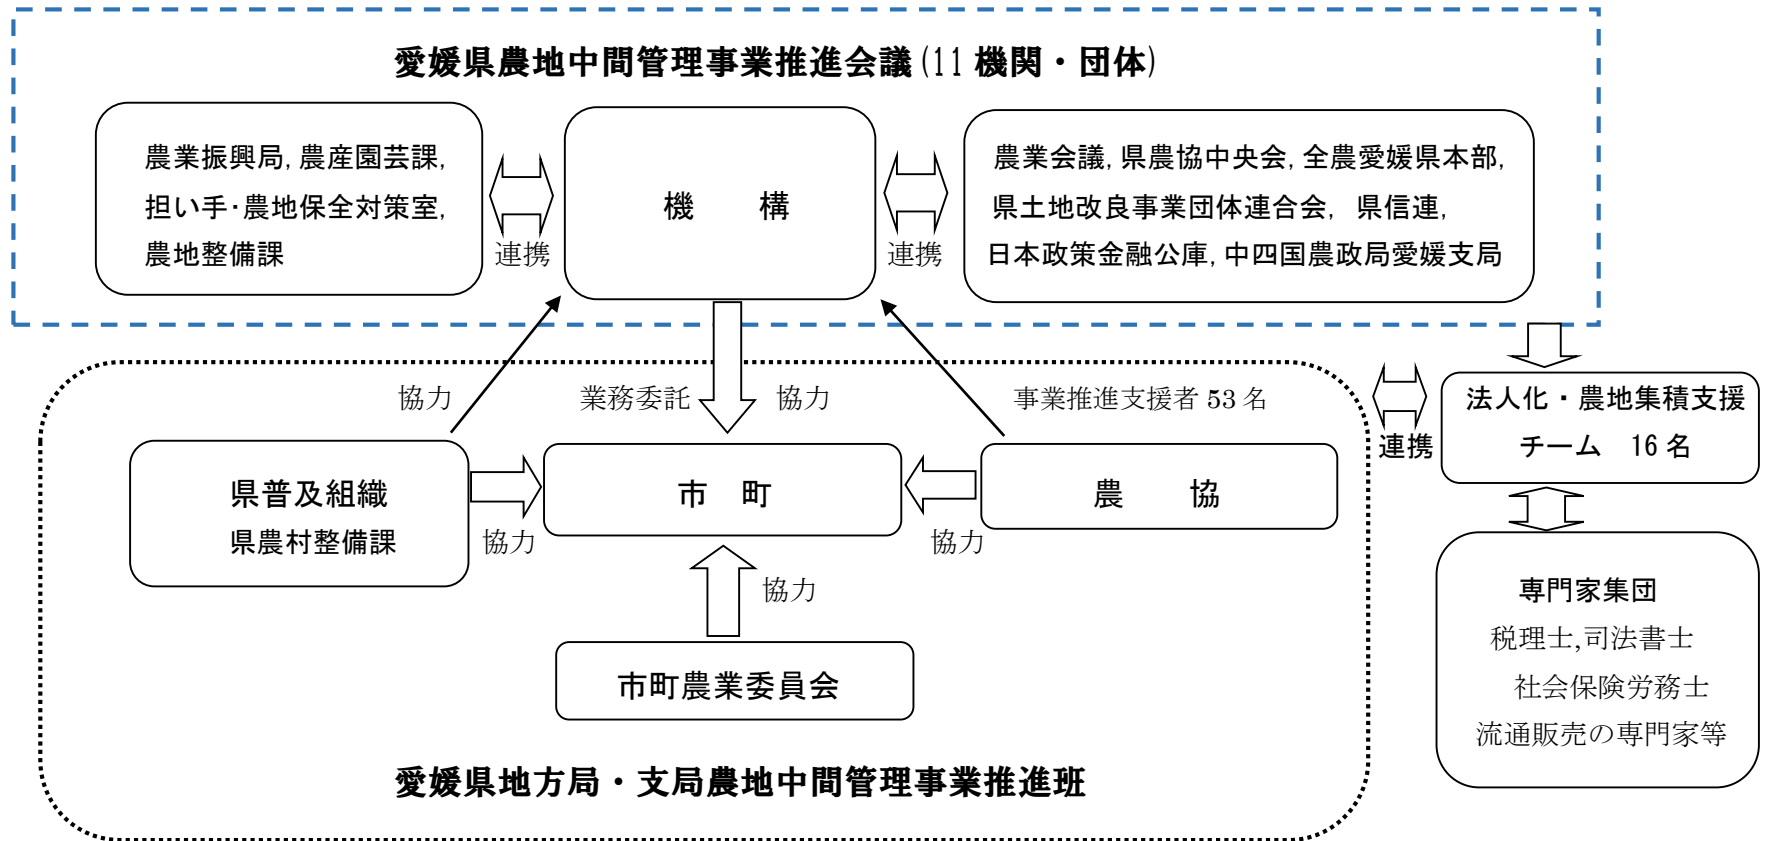 愛媛県農地中間管理事業推進会議(11機関・団体)
農業振興局,農産園芸課,
担い手・農地保全対策室,
農地整備課
連携
機　　構
連携
農業会議,県農協中央会,全農愛媛県本部,
県土地改良事業団体連合会,　県信連,
日本政策金融公庫,中四国農政局愛媛支局
協力
業務委託
協力
事業推進支援者 53 名
連携
法人化・農地集積支援
チーム　16 名
県普及組織
県農村整備課
協力
市　町
協力
農　　協
協力
市町農業委員会
専門家集団
税理士,司法書士
社会保険労務士
流通販売の専門家等
愛媛県地方局・支局農地中間管理事業推進班